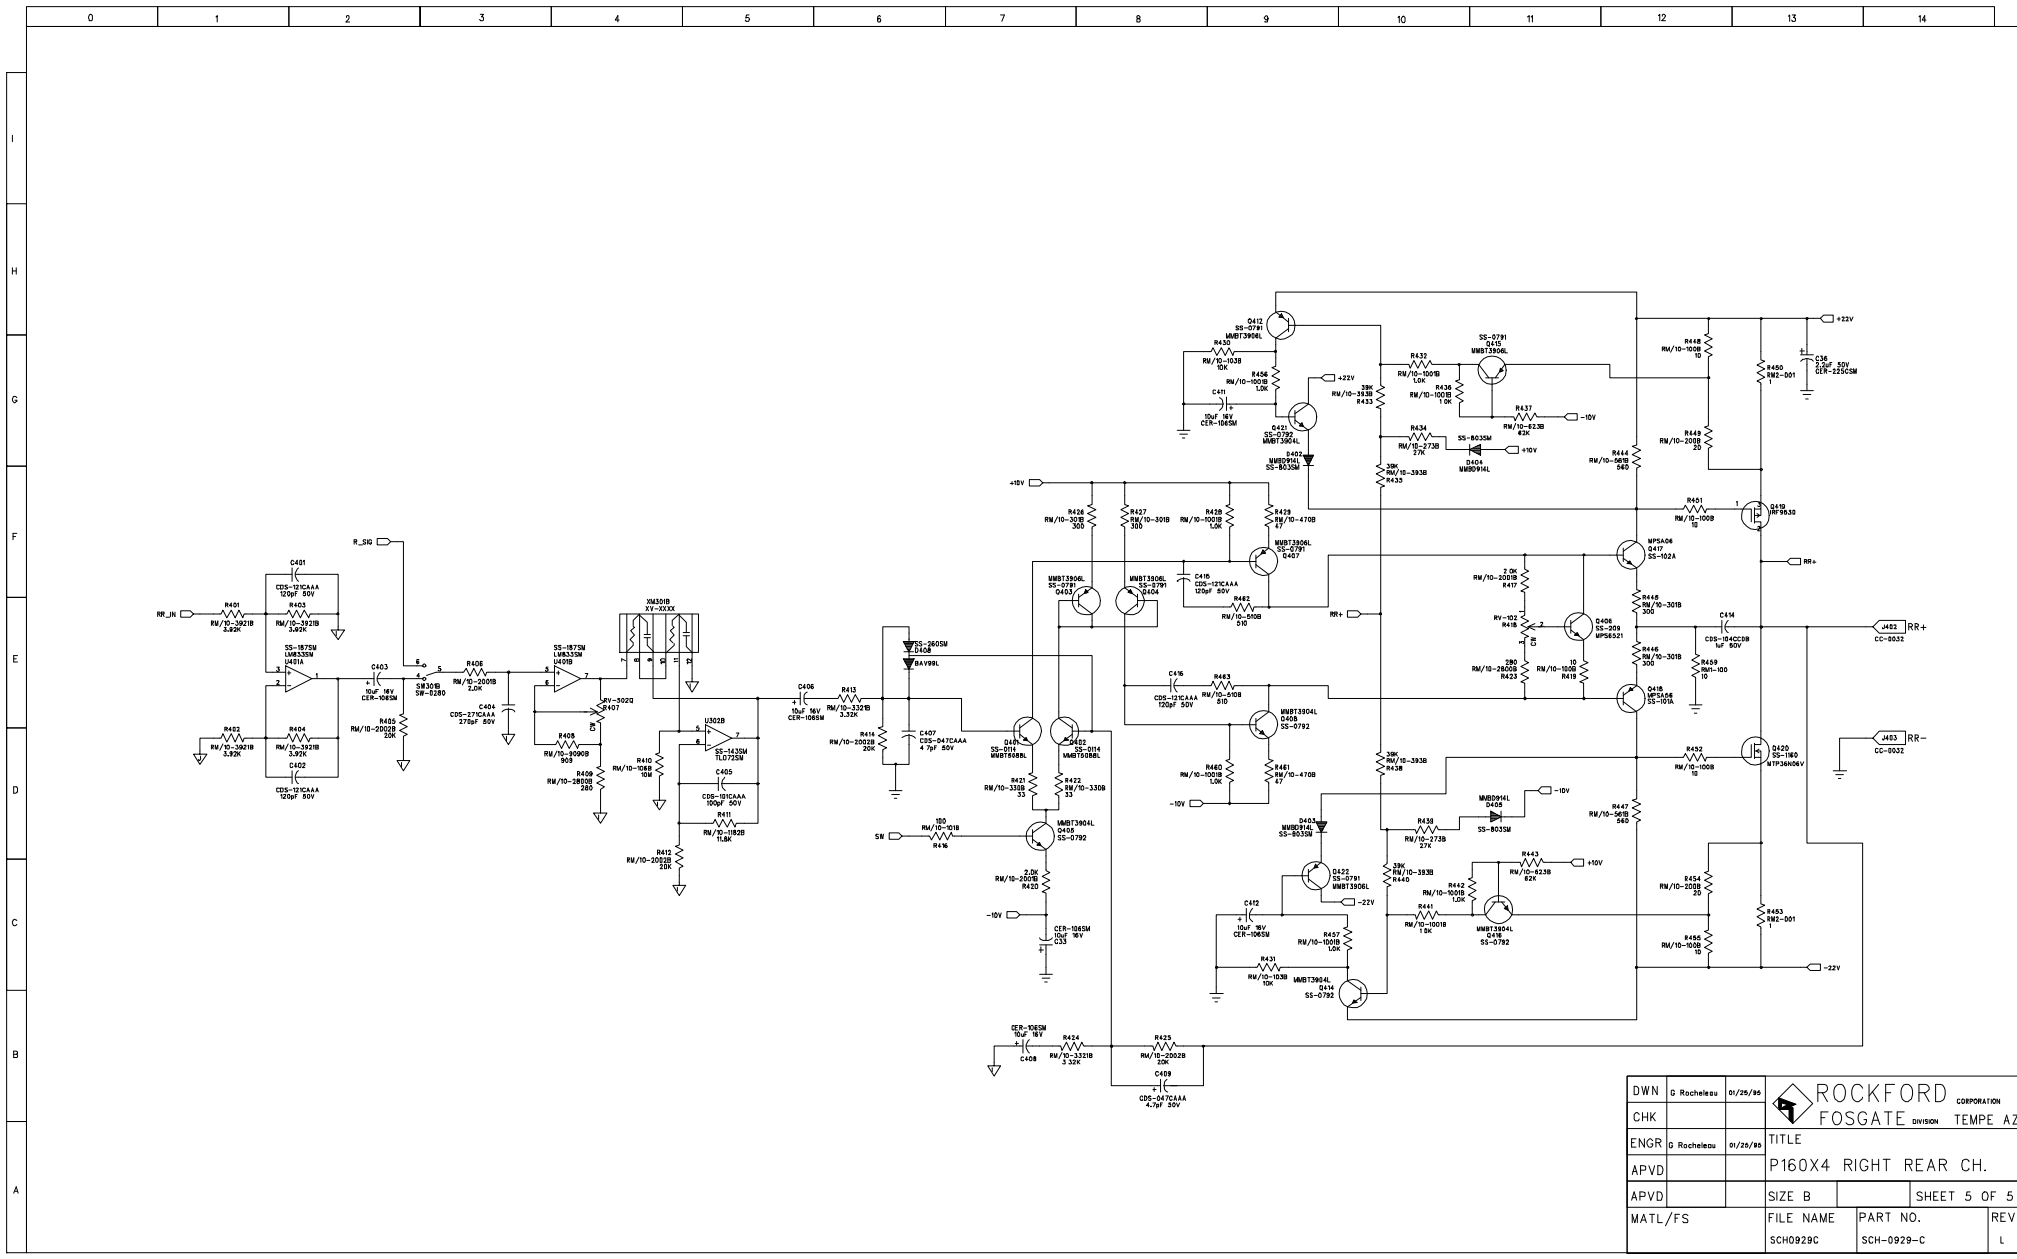 0 1 2 3 4 5 6 7 8 9 10 11 12 13 14
I
H
G
F
E
D
C
B
A
RR_IN
R401
RM/10-3921B
3.92K
C401
CDS-121CAAA
120pF 50V
R403
RM/10-3921B
3.92K
SS-187SM
LM833SM
U401A
3
2
1
R402
RM/10-3921B
3.92K
R404
RM/10-3921B
3.92K
C402
CDS-121CAAA
120pF 50V
R_SIG
C403
10uF 16V
CER-106SM
R405
RM/10-2002B
20K
6
4
5
SW301B
SW-0280
R406
RM/10-2001B
2.0K
C404
CDS-271CAAA
270pF 50V
SS-187SM
LM833SM
U401B
5
6
7
RV-502Q
R407
CW
R408
RM/10-9090B
909
R409
RM/10-2800B
280
XM301B
XV-XXXX
7 8 9 10 11 12
R410
RM/10-106B
10M
U302B
5
6
7
SS-143SM
TL072SM
C405
CDS-101CAAA
100pF 50V
R411
RM/10-1182B
11.8K
R412
RM/10-2002B
20K
C406
10uF 16V
CER-106SM
R413
RM/10-3321B
3.32K
SS-260SM
D408
BAV99L
R414
RM/10-2002B
20K
C407
CDS-047CAAA
4.7pF 50V
SW
100
RM/10-101B
R416
Q401
SS-0114
MMBT5088L
Q402
SS-0114
MMBT5088L
R421
RM/10-330B
33
R422
RM/10-330B
33
MMBT3904L
Q405
SS-0792
2.0K
RM/10-2001B
R420
-10V
CER-106SM
10uF 16V
C33
CER-106SM
10uF 16V
C408
R424
RM/10-3321B
3.32K
R425
RM/10-2002B
20K
C409
CDS-047CAAA
4.7pF 50V
+10V
R426
RM/10-301B
300
R427
RM/10-301B
300
R428
RM/10-1001B
1.0K
R429
RM/10-470B
47
MMBT3906L
SS-0791
Q403
MMBT3906L
SS-0791
Q404
MMBT3906L
SS-0791
Q407
C415
CDS-121CAAA
120pF 50V
R462
RM/10-510B
510
C416
CDS-121CAAA
120pF 50V
R463
RM/10-510B
510
MMBT3904L
Q408
SS-0792
R460
RM/10-1001B
1.0K
R461
RM/10-470B
47
-10V
Q412
SS-0791
MMBT3906L
R430
RM/10-103B
10K
R456
RM/10-1001B
1.0K
C411
10uF 16V
CER-106SM
+22V
Q421
SS-0792
MMBT3904L
D402
MMBD914L
SS-803SM
39K
RM/10-393B
R433
R432
RM/10-1001B
1.0K
R436
RM/10-1001B
1.0K
SS-0791
Q415
MMBT3906L
R437
RM/10-623B
62K
-10V
R434
RM/10-273B
27K
SS-803SM
D404
MMBD914L
+10V
39K
RM/10-393B
R435
RR+
2.0K
RM/10-2001B
R417
RV-102
R418
1
2
3
CW
280
RM/10-2800B
R423
Q406
SS-209
MPS6521
10
RM/10-100B
R419
39K
RM/10-393B
R438
D403
MMBD914L
SS-803SM
R439
RM/10-273B
27K
MMBD914L
D405
SS-803SM
-10V
Q422
SS-0791
MMBT3906L
-22V
39K
RM/10-393B
R440
R441
RM/10-1001B
1.0K
R442
RM/10-1001B
1.0K
R443
RM/10-623B
62K
+10V
MMBT3904L
Q416
SS-0792
C412
10uF 16V
CER-106SM
R457
RM/10-1001B
1.0K
R431
RM/10-103B
10K
MMBT3904L
Q414
SS-0792
R448
RM/10-100B
10
R449
RM/10-200B
20
R450
RM2-001
1
+22V
C36
2.2uF 50V
CER-225CSM
R444
RM/10-561B
560
R451
RM/10-100B
10
1
Q419
IRF9530
MPSA06
Q417
SS-102A
RR+
R445
RM/10-301B
300
R446
RM/10-301B
300
C414
CDS-104CCDB
.1uF 50V
R459
RM1-100
10
Q418
MPSA56
SS-101A
R452
RM/10-100B
10
Q420
SS-1160
MTP36N06V
R447
RM/10-561B
560
R454
RM/10-200B
20
R455
RM/10-100B
10
R453
RM2-001
1
-22V
J402 RR+
CC-0032
J403 RR-
CC-0032
DWN G Rocheleau 01/25/95
CHK
ENGR G Rocheleau 01/25/95
APVD
APVD
MATL/FS
ROCKFORD CORPORATION
FOSGATE DIVISION TEMPE AZ
TITLE
P160X4 RIGHT REAR CH.
SIZE B SHEET 5 OF 5
FILE NAME PART NO. REV
SCH0929C SCH-0929-C L